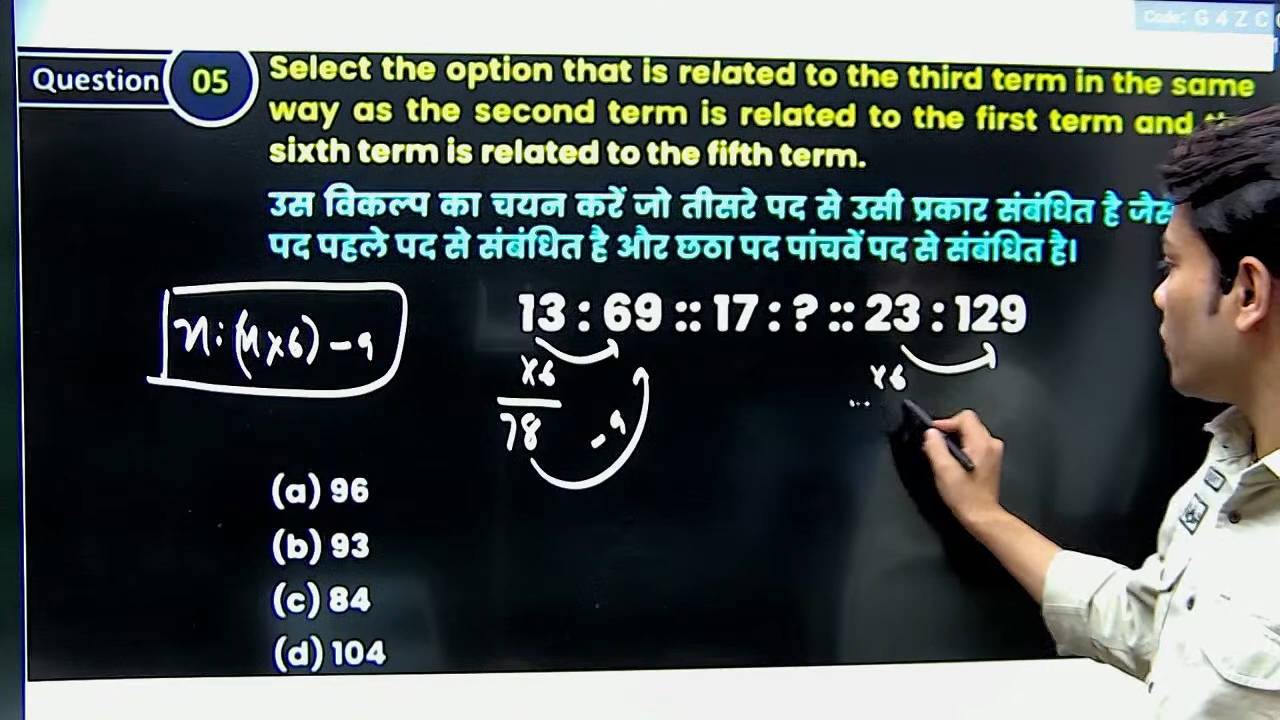 Code: G 4 Z C
Question 05
Select the option that is related to the third term in the same
way as the second term is related to the first term and
sixth term is related to the fifth term.
उस विकल्प का चयन करें जो तीसरे पद से उसी प्रकार संबंधित है
पद पहले पद से संबंधित है और छठा पद पांचवें पद से संबंधित है।
13 : 69 :: 17 : ? :: 23 : 129
n : (n×6) - 9
×6
×6
78
- 9
(a) 96
(b) 93
(c) 84
(d) 104